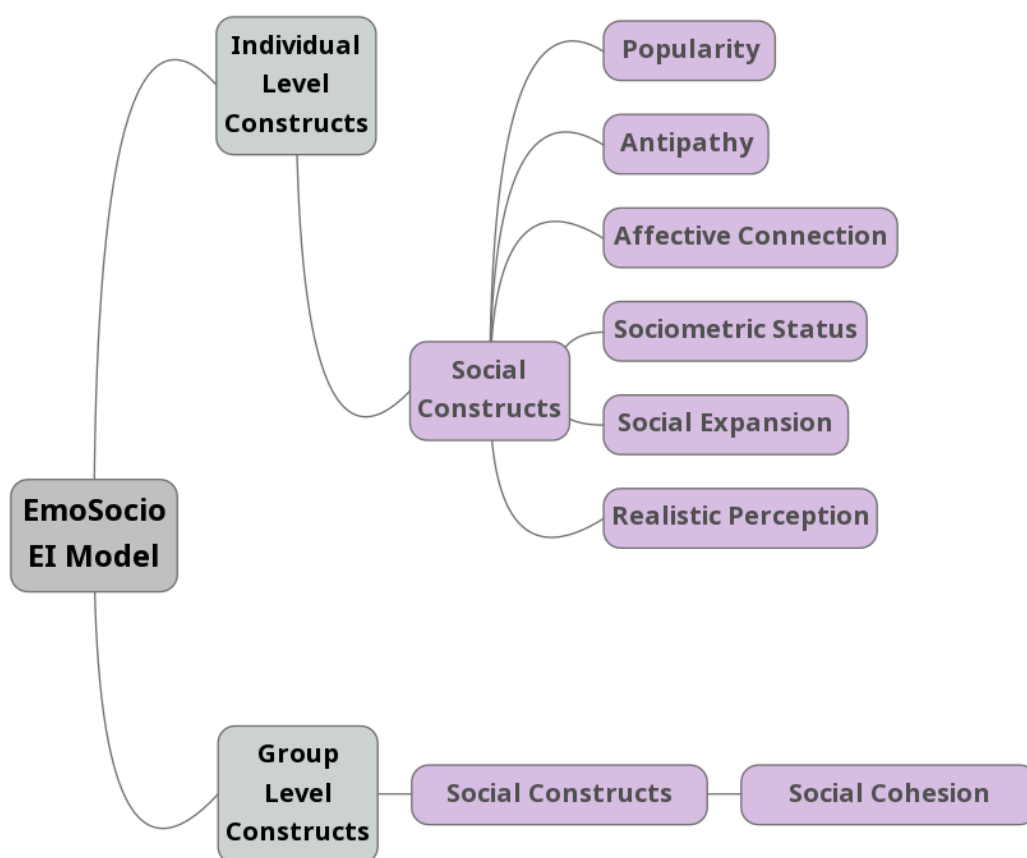 Individual
Level
Constructs
Popularity
Antipathy
Affective Connection
Sociometric Status
Social
Constructs
Social Expansion
Realistic Perception
EmoSocio
EI Model
Group
Level
Constructs
Social Constructs
Social Cohesion